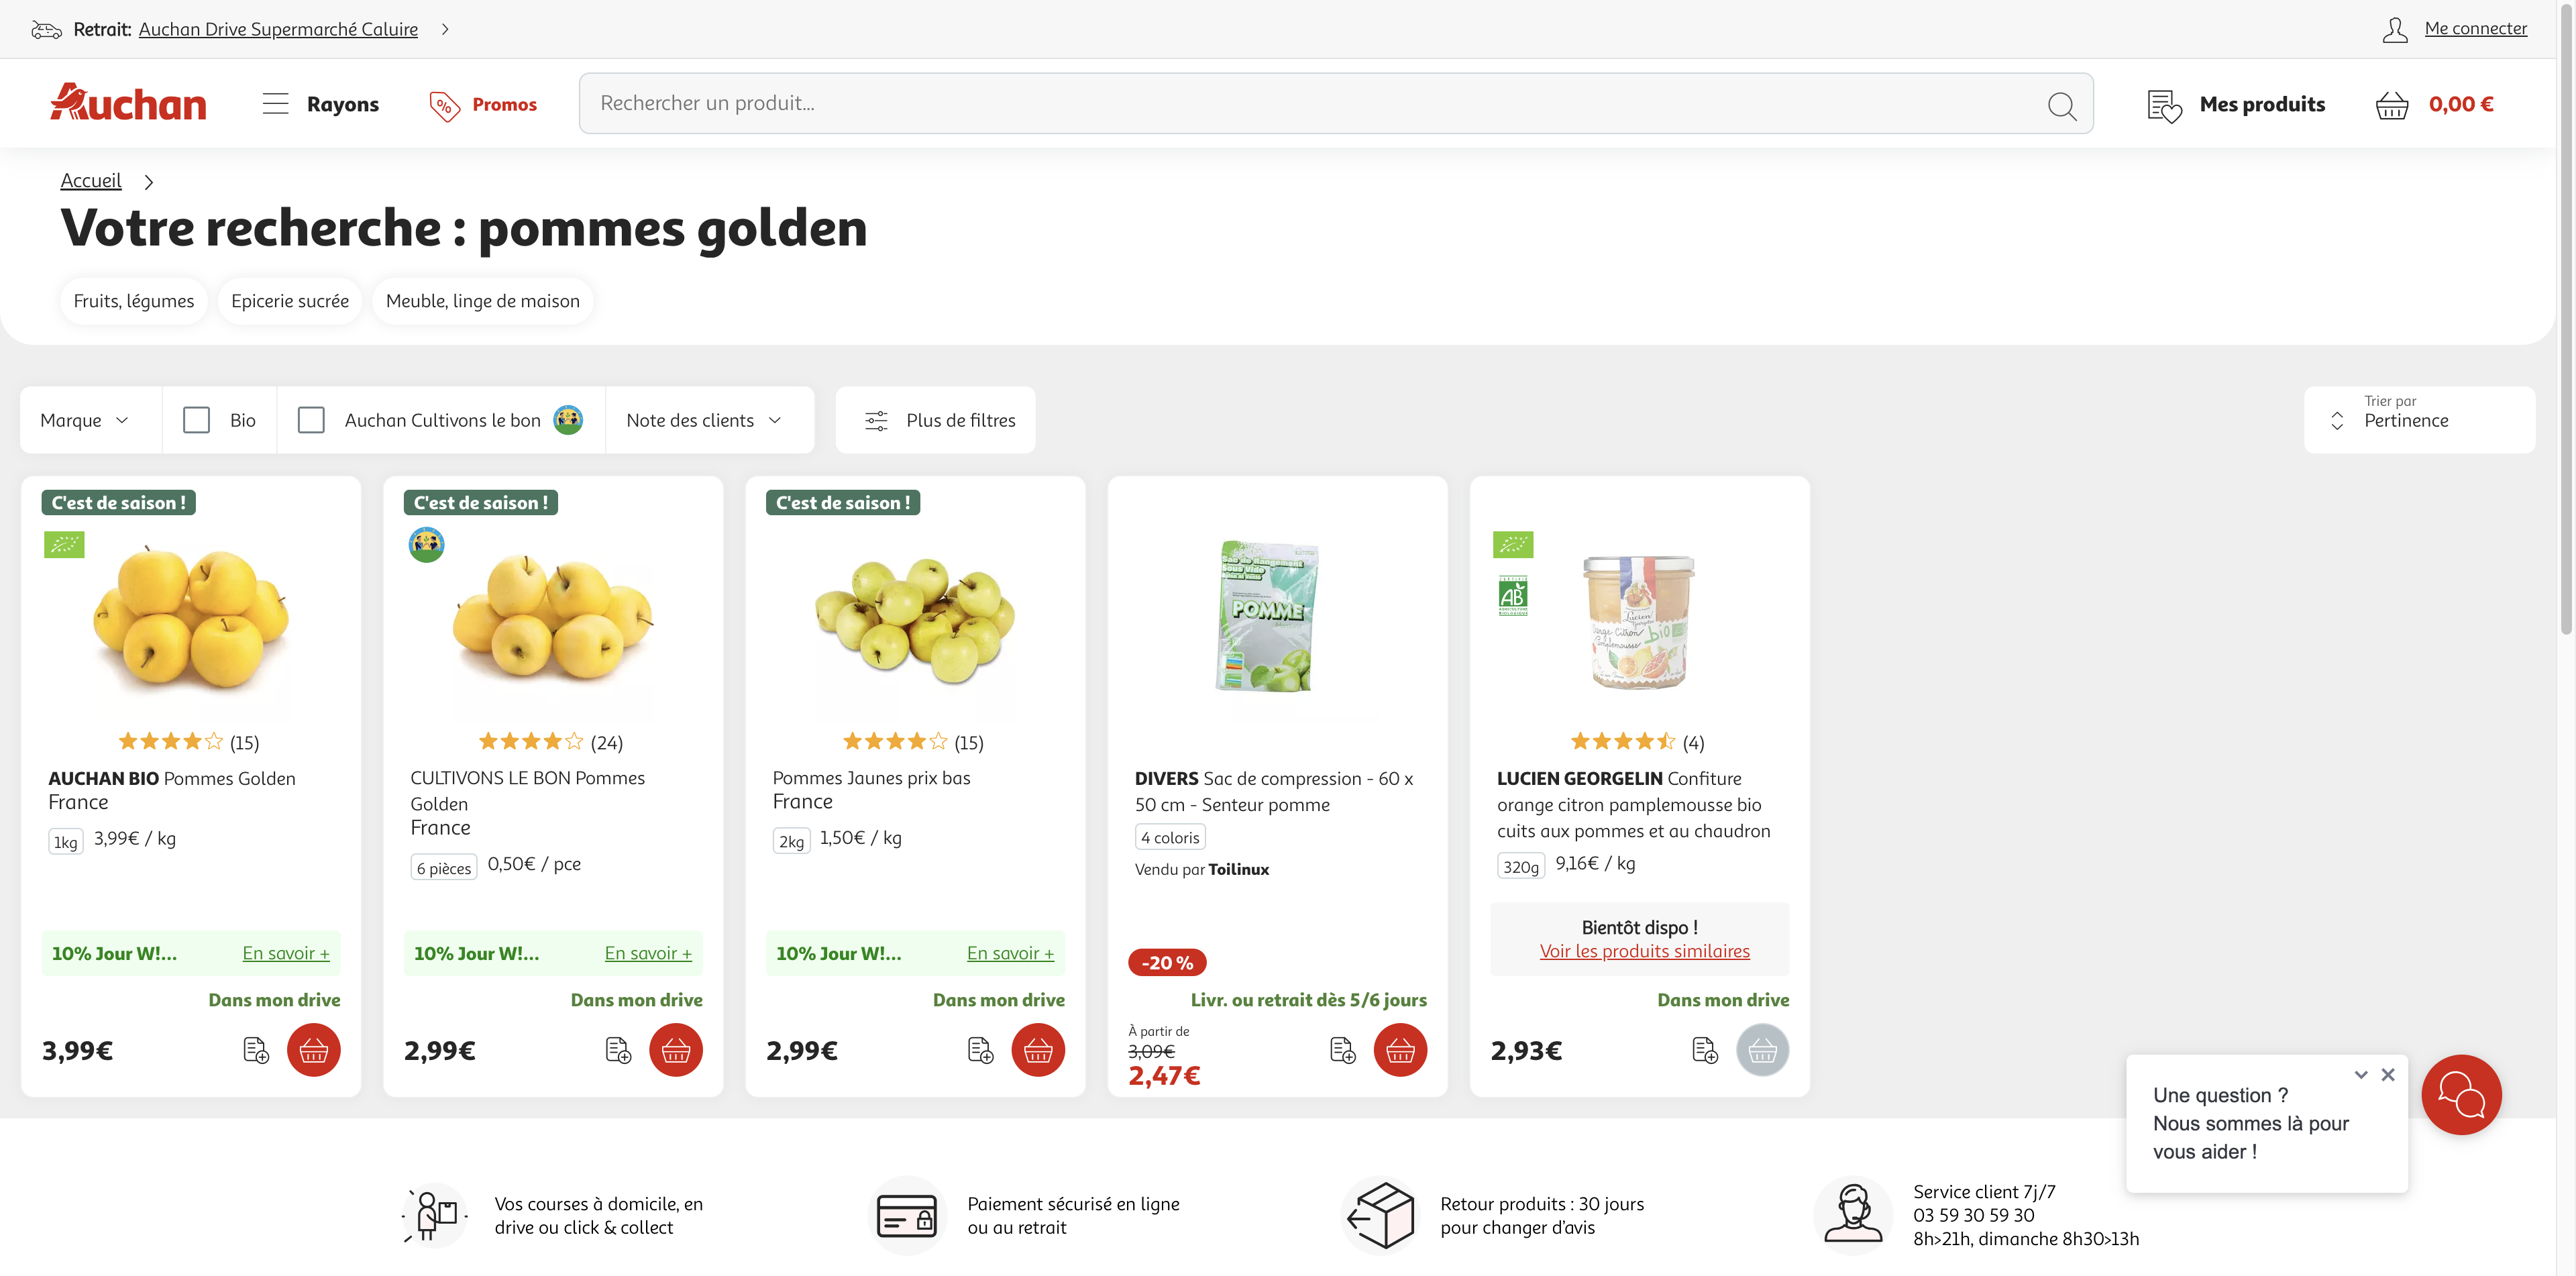 Retrait: Auchan Drive Supermarché Caluire
Me connecter
Auchan
Rayons
Promos
Rechercher un produit...
Mes produits
0,00 €
Accueil
Votre recherche : pommes golden
Fruits, légumes
Epicerie sucrée
Meuble, linge de maison
Marque
Bio
Auchan Cultivons le bon
Note des clients
Plus de filtres
Trier par
Pertinence
C'est de saison !
(15)
AUCHAN BIO Pommes Golden
France
1kg 3,99€ / kg
10% Jour W!... En savoir +
Dans mon drive
3,99€
C'est de saison !
(24)
CULTIVONS LE BON Pommes
Golden
France
6 pièces 0,50€ / pce
10% Jour W!... En savoir +
Dans mon drive
2,99€
C'est de saison !
(15)
Pommes Jaunes prix bas
France
2kg 1,50€ / kg
10% Jour W!... En savoir +
Dans mon drive
2,99€
POMME
DIVERS Sac de compression - 60 x
50 cm - Senteur pomme
4 coloris
Vendu par Toilinux
-20 %
Livr. ou retrait dès 5/6 jours
À partir de
3,09€
2,47€
AB
Lucien
bio
(4)
LUCIEN GEORGELIN Confiture
orange citron pamplemousse bio
cuits aux pommes et au chaudron
320g 9,16€ / kg
Bientôt dispo !
Voir les produits similaires
Dans mon drive
2,93€
Une question ?
Nous sommes là pour
vous aider !
Vos courses à domicile, en
drive ou click & collect
Paiement sécurisé en ligne
ou au retrait
Retour produits : 30 jours
pour changer d'avis
Service client 7j/7
03 59 30 59 30
8h>21h, dimanche 8h30>13h